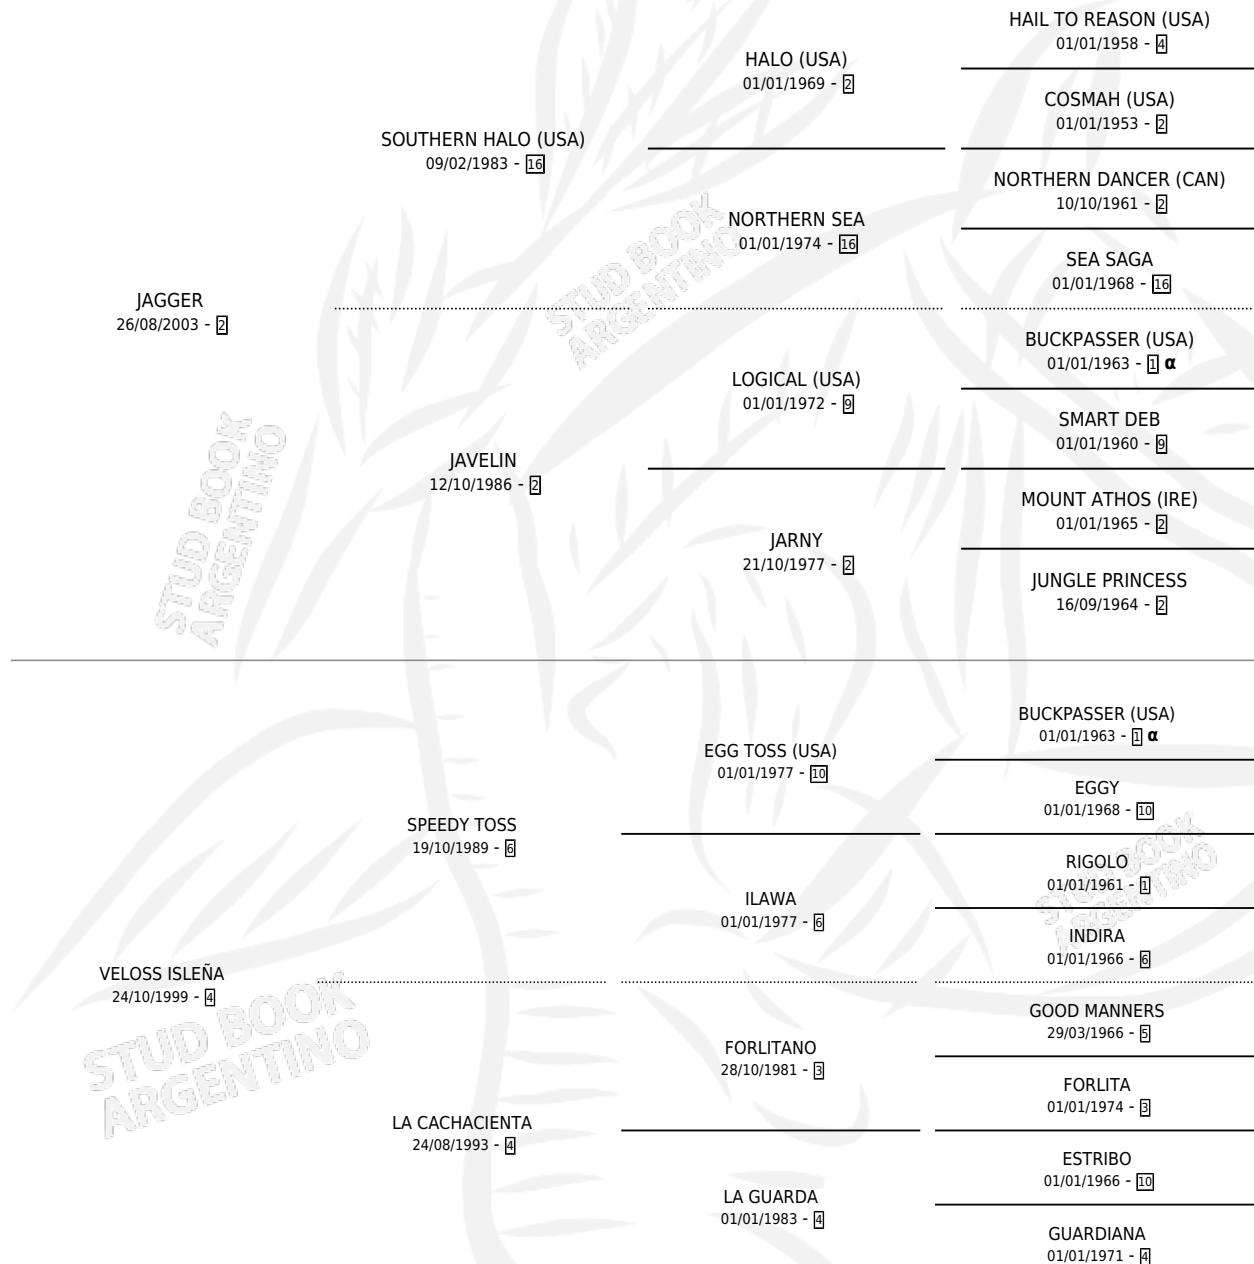 HAIL TO REASON (USA)
01/01/1958 - 4
HALO (USA)
01/01/1969 - 2
COSMAH (USA)
01/01/1953 - 2
SOUTHERN HALO (USA)
09/02/1983 - 16
NORTHERN DANCER (CAN)
10/10/1961 - 2
NORTHERN SEA
01/01/1974 - 16
SEA SAGA
01/01/1968 - 16
JAGGER
26/08/2003 - 2
BUCKPASSER (USA)
01/01/1963 - 1 α
LOGICAL (USA)
01/01/1972 - 9
SMART DEB
01/01/1960 - 9
JAVELIN
12/10/1986 - 2
MOUNT ATHOS (IRE)
01/01/1965 - 2
JARNY
21/10/1977 - 2
JUNGLE PRINCESS
16/09/1964 - 2
BUCKPASSER (USA)
01/01/1963 - 1 α
EGG TOSS (USA)
01/01/1977 - 10
EGGY
01/01/1968 - 10
SPEEDY TOSS
19/10/1989 - 6
RIGOLO
01/01/1961 - 1
ILAWA
01/01/1977 - 6
INDIRA
01/01/1966 - 6
VELOSS ISLEÑA
24/10/1999 - 4
GOOD MANNERS
29/03/1966 - 5
FORLITANO
28/10/1981 - 3
FORLITA
01/01/1974 - 3
LA CACHACIENTA
24/08/1993 - 4
ESTRIBO
01/01/1966 - 10
LA GUARDA
01/01/1983 - 4
GUARDIANA
01/01/1971 - 4
STUD BOOK
ARGENTINO
STUD BOOK
ARGENTINO
STUD BOOK
ARGENTINO
STUD BOOK
ARGENTINO